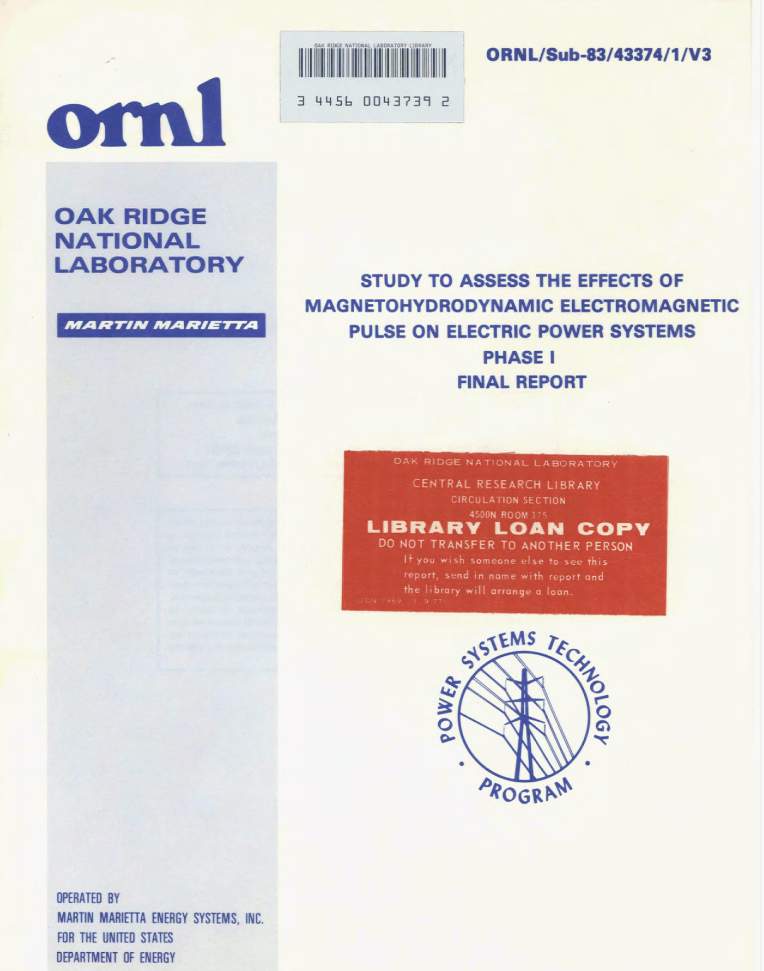 OAK RIDGE NATIONAL LABORATORY LIBRARY
3 4456 0043739 2
ORNL/Sub-83/43374/1/V3
ornl
OAK RIDGE
NATIONAL
LABORATORY
MARTIN MARIETTA
STUDY TO ASSESS THE EFFECTS OF
MAGNETOHYDRODYNAMIC ELECTROMAGNETIC
PULSE ON ELECTRIC POWER SYSTEMS
PHASE I
FINAL REPORT
OAK RIDGE NATIONAL LABORATORY
CENTRAL RESEARCH LIBRARY
CIRCULATION SECTION
4500N ROOM 175
LIBRARY LOAN COPY
DO NOT TRANSFER TO ANOTHER PERSON
If you wish someone else to see this
report, send in name with report and
the library will arrange a loan.
POWER SYSTEMS TECHNOLOGY
PROGRAM
OPERATED BY
MARTIN MARIETTA ENERGY SYSTEMS, INC.
FOR THE UNITED STATES
DEPARTMENT OF ENERGY